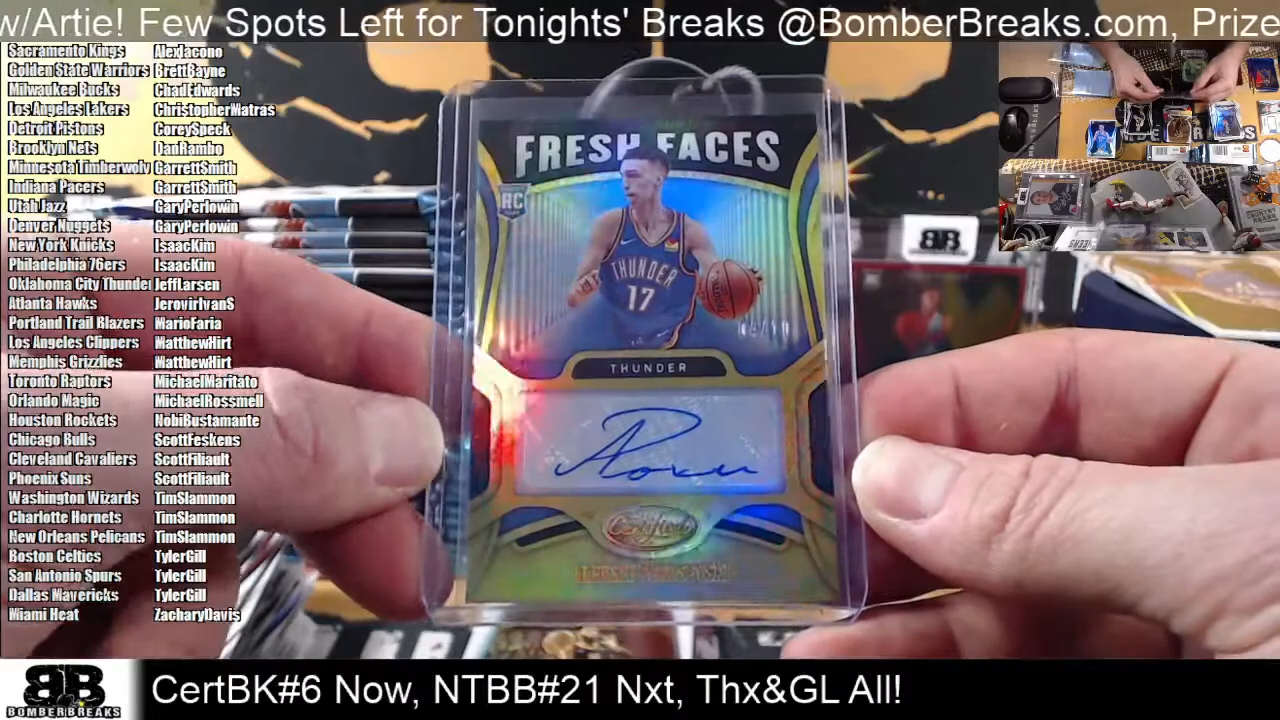 w/Artie! Few Spots Left for Tonights' Breaks @BomberBreaks.com, Prize
Sacramento Kings AlexJacono
Golden State Warriors BrettBayne
Milwaukee Bucks ChadEdwards
Los Angeles Lakers ChristopherMatras
Detroit Pistons CoreySpeck
Brooklyn Nets DanRambo
Minnesota Timberwolv GarrettSmith
Indiana Pacers GarrettSmith
Utah Jazz GaryPerlowin
Denver Nuggets GaryPerlowin
New York Knicks IsaacKim
Philadelphia 76ers IsaacKim
Oklahoma City Thunder JeffLarsen
Atlanta Hawks JerovirIvanS
Portland Trail Blazers MarioFaria
Los Angeles Clippers MatthewHirt
Memphis Grizzlies MatthewHirt
Toronto Raptors MichaelMaritato
Orlando Magic MichaelRossmell
Houston Rockets NobiBustamante
Chicago Bulls ScottFeskens
Cleveland Cavaliers ScottFiliault
Phoenix Suns ScottFiliault
Washington Wizards TimSlammon
Charlotte Hornets TimSlammon
New Orleans Pelicans TimSlammon
Boston Celtics TylerGill
San Antonio Spurs TylerGill
Dallas Mavericks TylerGill
Miami Heat ZacharyDavis
FRESH FACES
RC
THUNDER
17
SPALDING
THUNDER
Certified
BB
BB
BOMBERBREAKS
CertBK#6 Now, NTBB#21 Nxt, Thx&GL All!